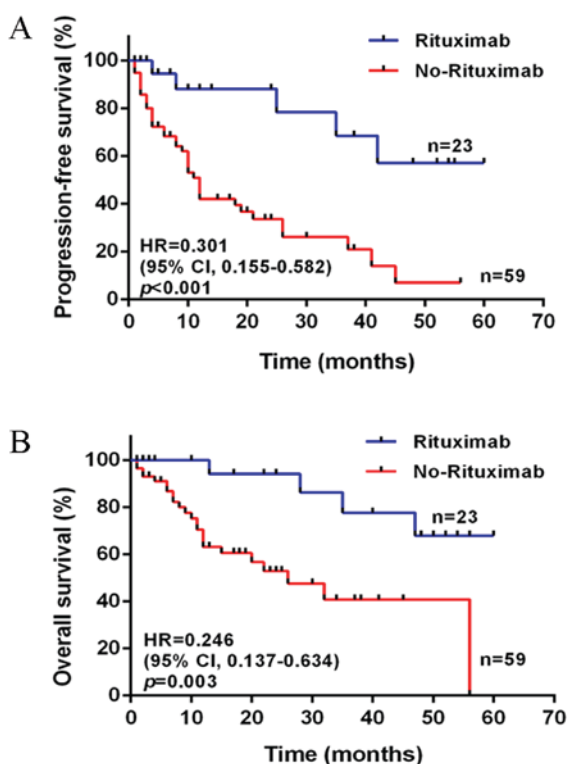 A
Progression-free survival (%)
100
80
60
40
20
0
Rituximab
No-Rituximab
n=23
n=59
HR=0.301
(95% CI, 0.155-0.582)
p<0.001
0 10 20 30 40 50 60 70
Time (months)
B
Overall survival (%)
100
80
60
40
20
0
Rituximab
No-Rituximab
n=23
n=59
HR=0.246
(95% CI, 0.137-0.634)
p=0.003
0 10 20 30 40 50 60 70
Time (months)